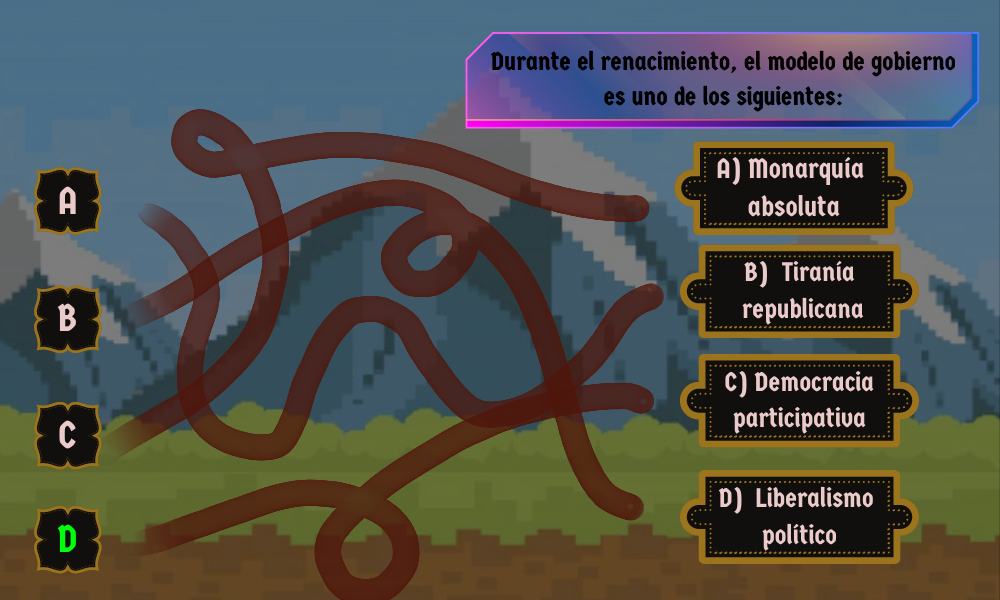 Durante el renacimiento, el modelo de gobierno
es uno de los siguientes:
A
B
C
D
A) Monarquía
absoluta
B) Tiranía
republicana
C) Democracia
participativa
D) Liberalismo
político